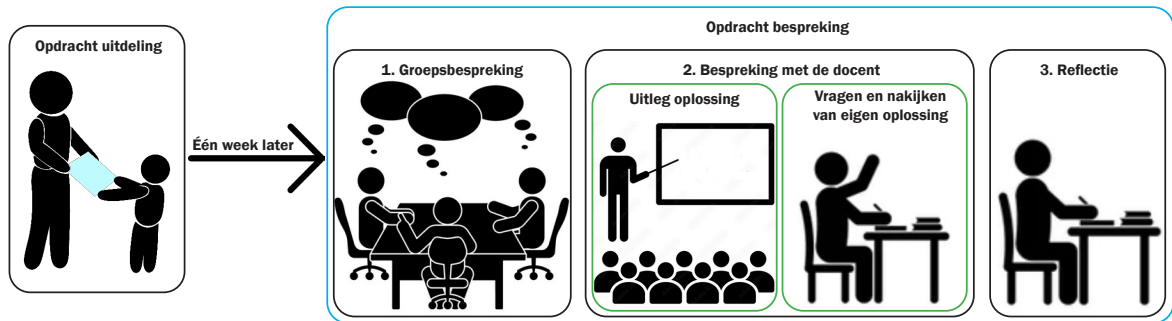 Opdracht uitdeling
Één week later
Opdracht bespreking
1. Groepsbespreking
2. Bespreking met de docent
Uitleg oplossing
Vragen en nakijken
van eigen oplossing
3. Reflectie